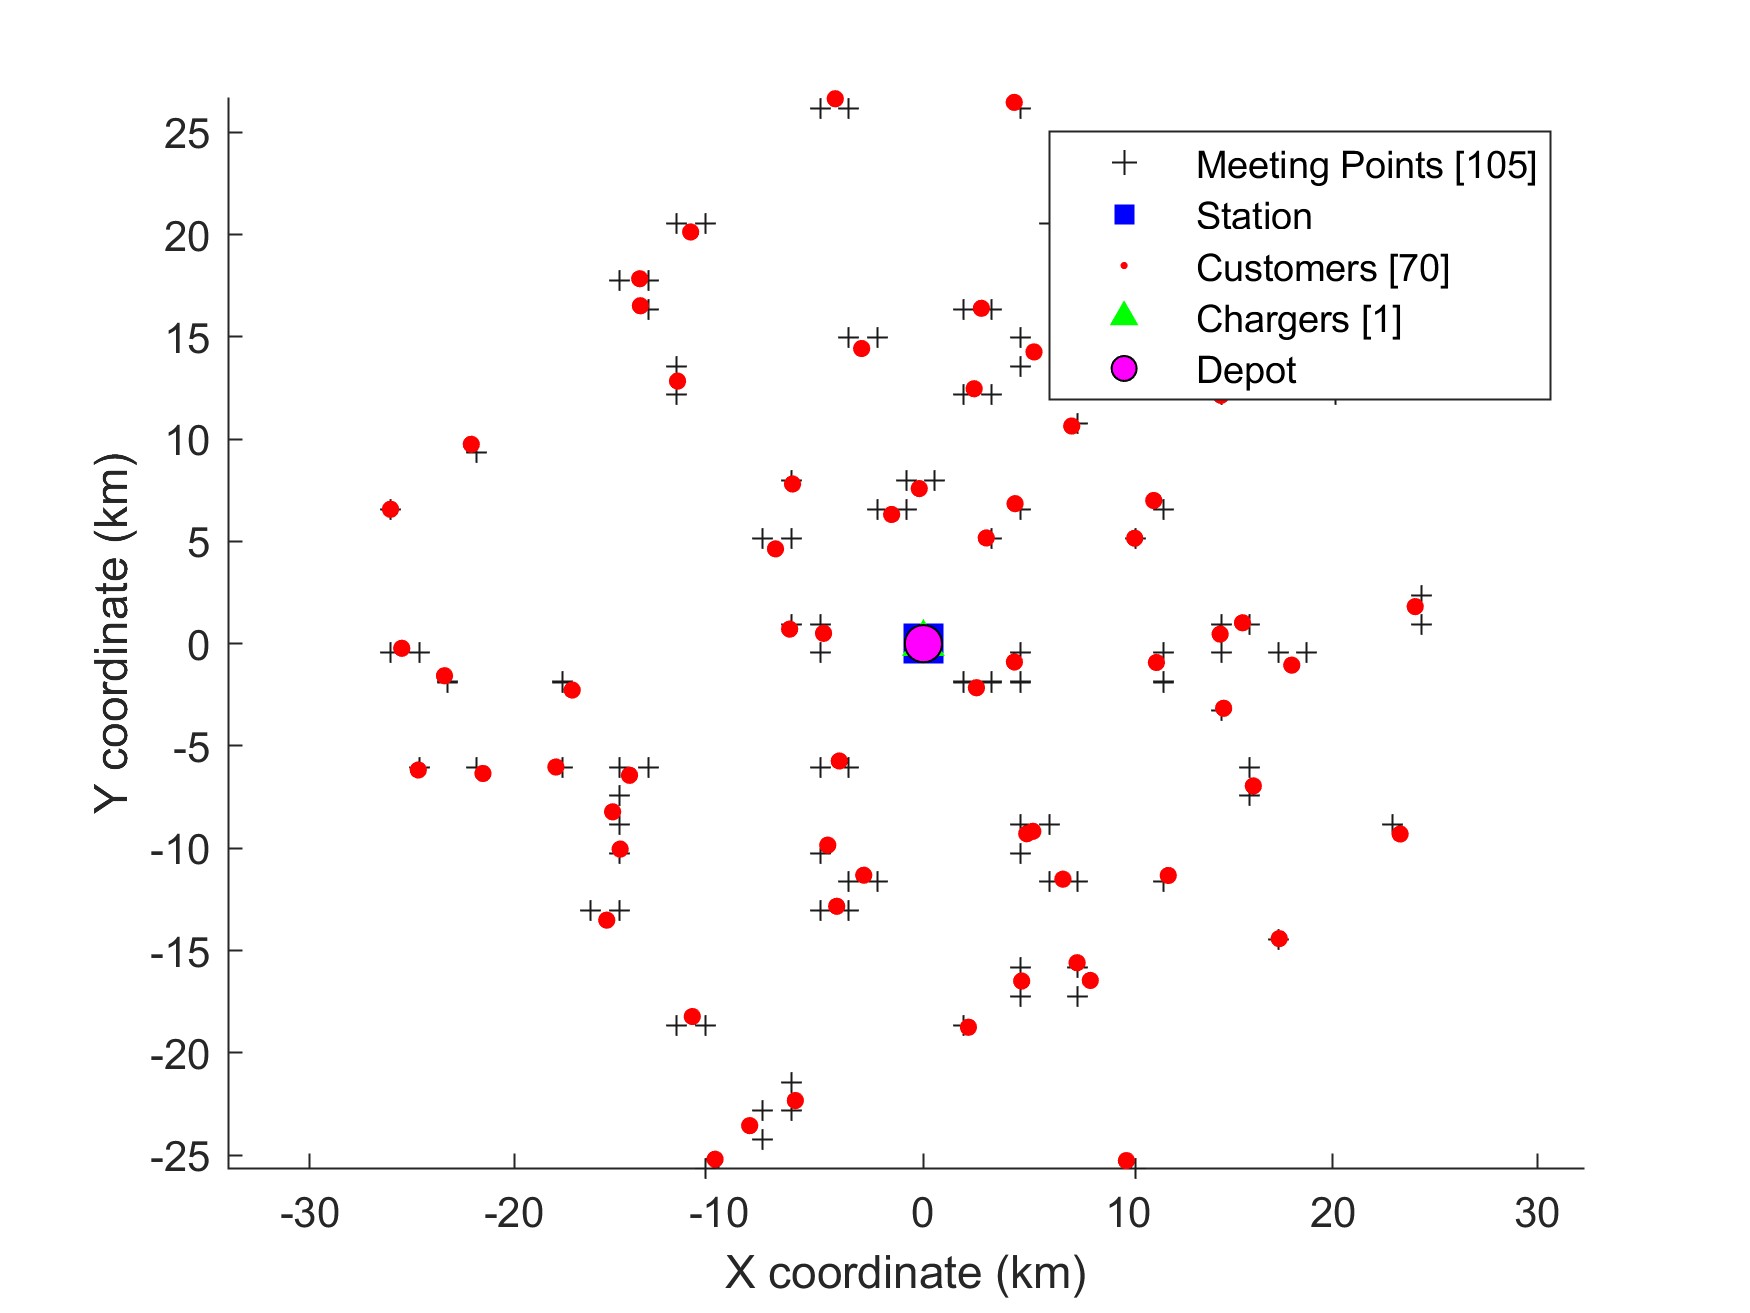 25
20
15
10
5
0
-5
-10
-15
-20
-25
Y coordinate (km)
Meeting Points [105]
Station
Customers [70]
Chargers [1]
Depot
-30 -20 -10 0 10 20 30
X coordinate (km)